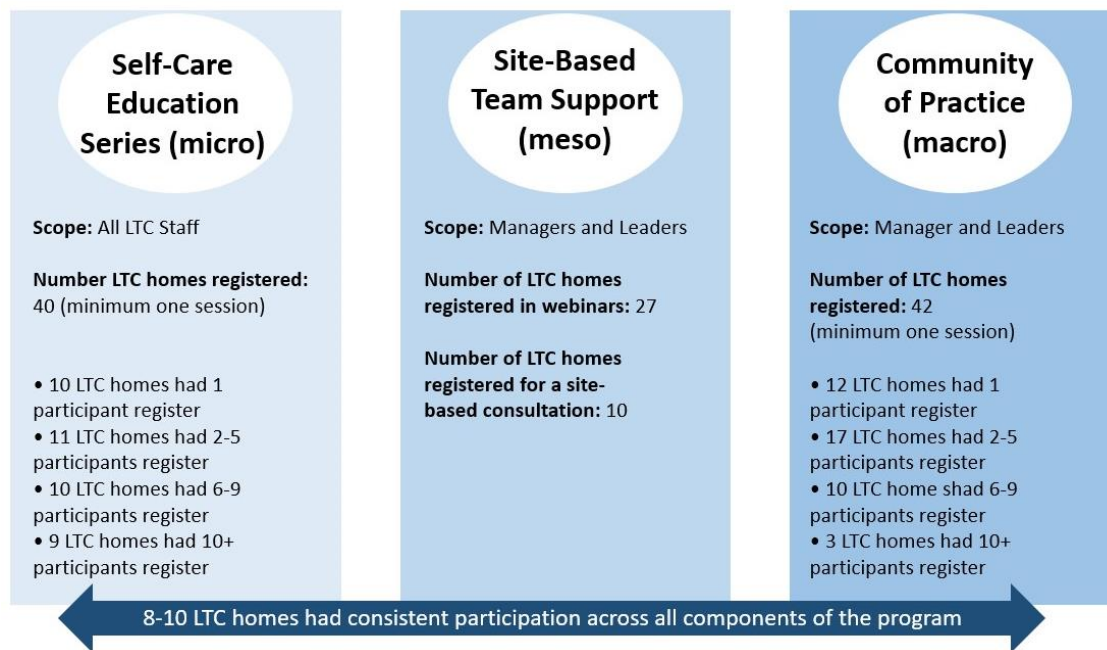 Self-Care
Education
Series (micro)
Scope: All LTC Staff
Number LTC homes registered:
40 (minimum one session)
• 10 LTC homes had 1
participant register
• 11 LTC homes had 2-5
participants register
• 10 LTC homes had 6-9
participants register
• 9 LTC homes had 10+
participants register
Site-Based
Team Support
(meso)
Scope: Managers and Leaders
Number of LTC homes
registered in webinars: 27
Number of LTC homes
registered for a site-
based consultation: 10
Community
of Practice
(macro)
Scope: Manager and Leaders
Number of LTC homes
registered: 42
(minimum one session)
• 12 LTC homes had 1
participant register
• 17 LTC homes had 2-5
participants register
• 10 LTC home shad 6-9
participants register
• 3 LTC homes had 10+
participants register
8-10 LTC homes had consistent participation across all components of the program